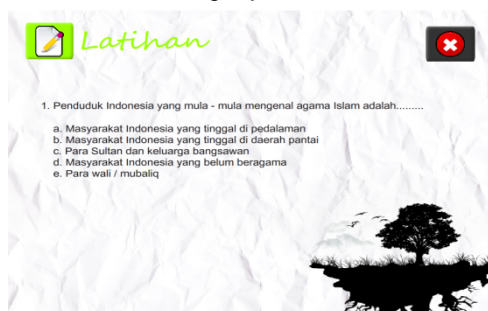 Latihan
1. Penduduk Indonesia yang mula - mula mengenal agama Islam adalah.........
a. Masyarakat Indonesia yang tinggal di pedalaman
b. Masyarakat Indonesia yang tinggal di daerah pantai
c. Para Sultan dan keluarga bangsawan
d. Masyarakat Indonesia yang belum beragama
e. Para wali / mubaliq